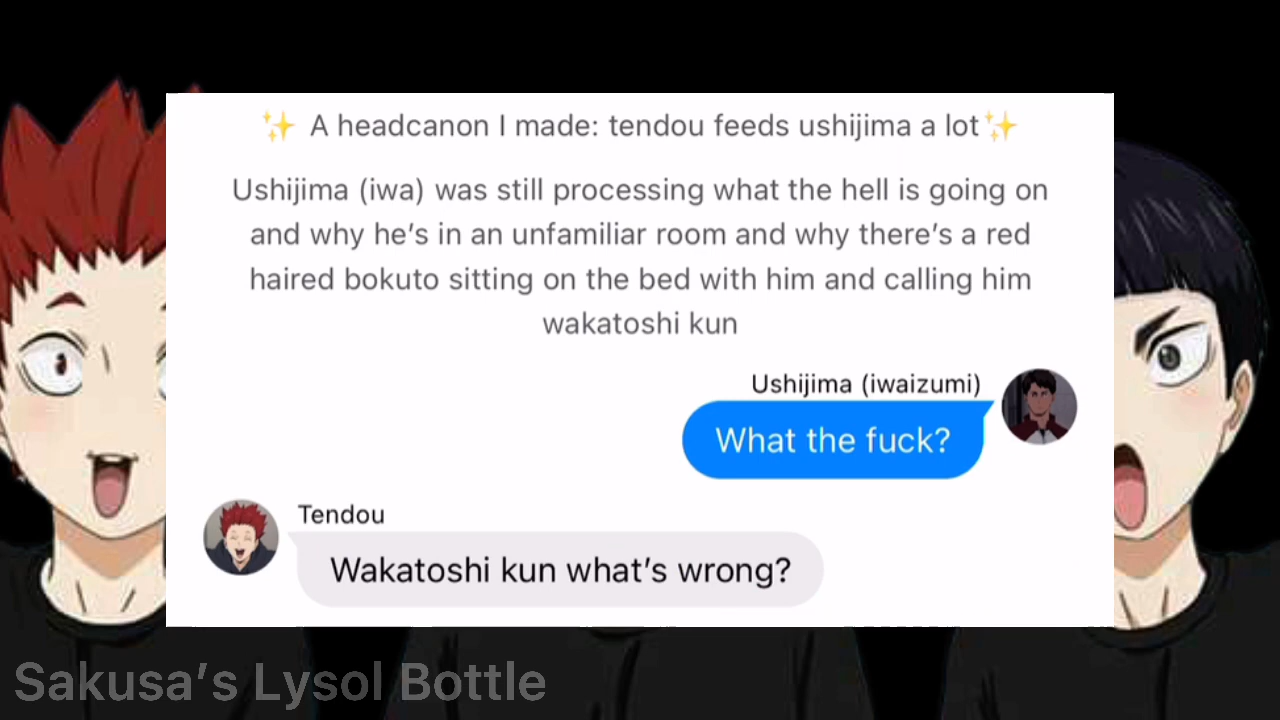 ✨ A headcanon I made: tendou feeds ushijima a lot✨
Ushijima (iwa) was still processing what the hell is going on
and why he’s in an unfamiliar room and why there’s a red
haired bokuto sitting on the bed with him and calling him
wakatoshi kun
Ushijima (iwaizumi)
What the fuck?
Tendou
Wakatoshi kun what’s wrong?
Sakusa’s Lysol Bottle